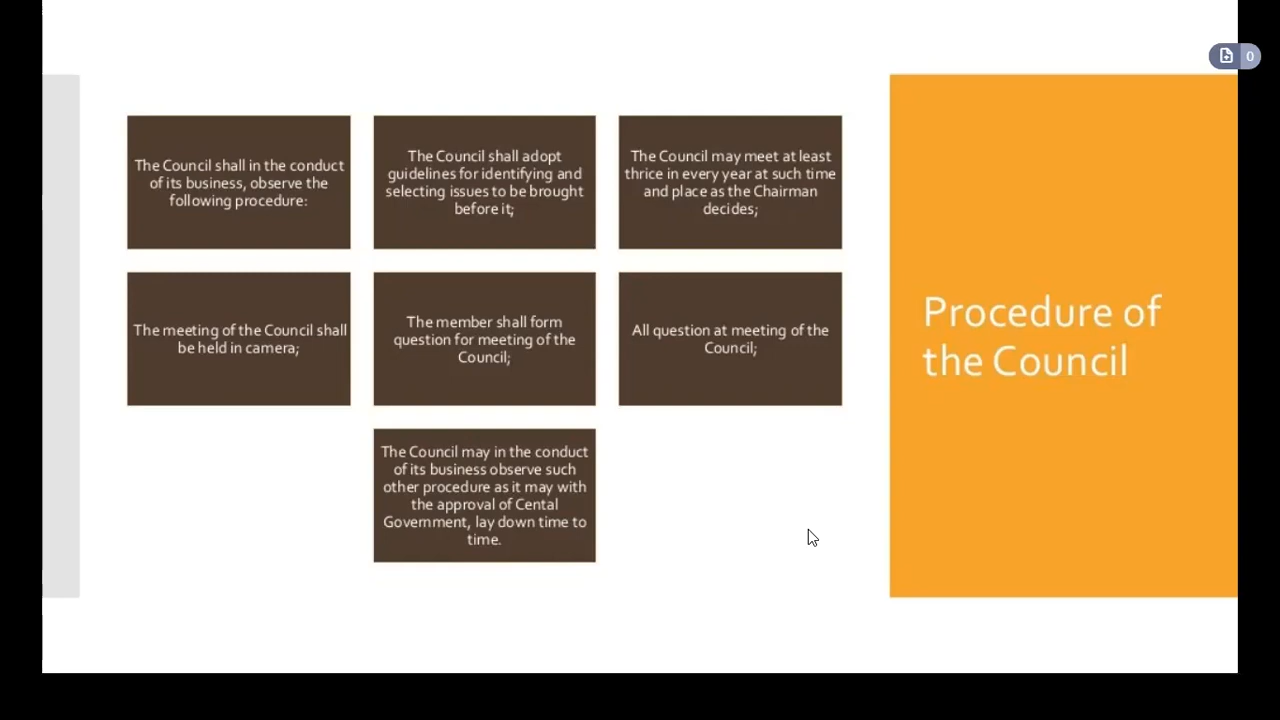 The Council shall in the conduct
of its business, observe the
following procedure:
The Council shall adopt
guidelines for identifying and
selecting issues to be brought
before it;
The Council may meet at least
thrice in every year at such time
and place as the Chairman
decides;
The meeting of the Council shall
be held in camera;
The member shall form
question for meeting of the
Council;
All question at meeting of the
Council;
The Council may in the conduct
of its business observe such
other procedure as it may with
the approval of Cental
Government, lay down time to
time.
Procedure of
the Council
0